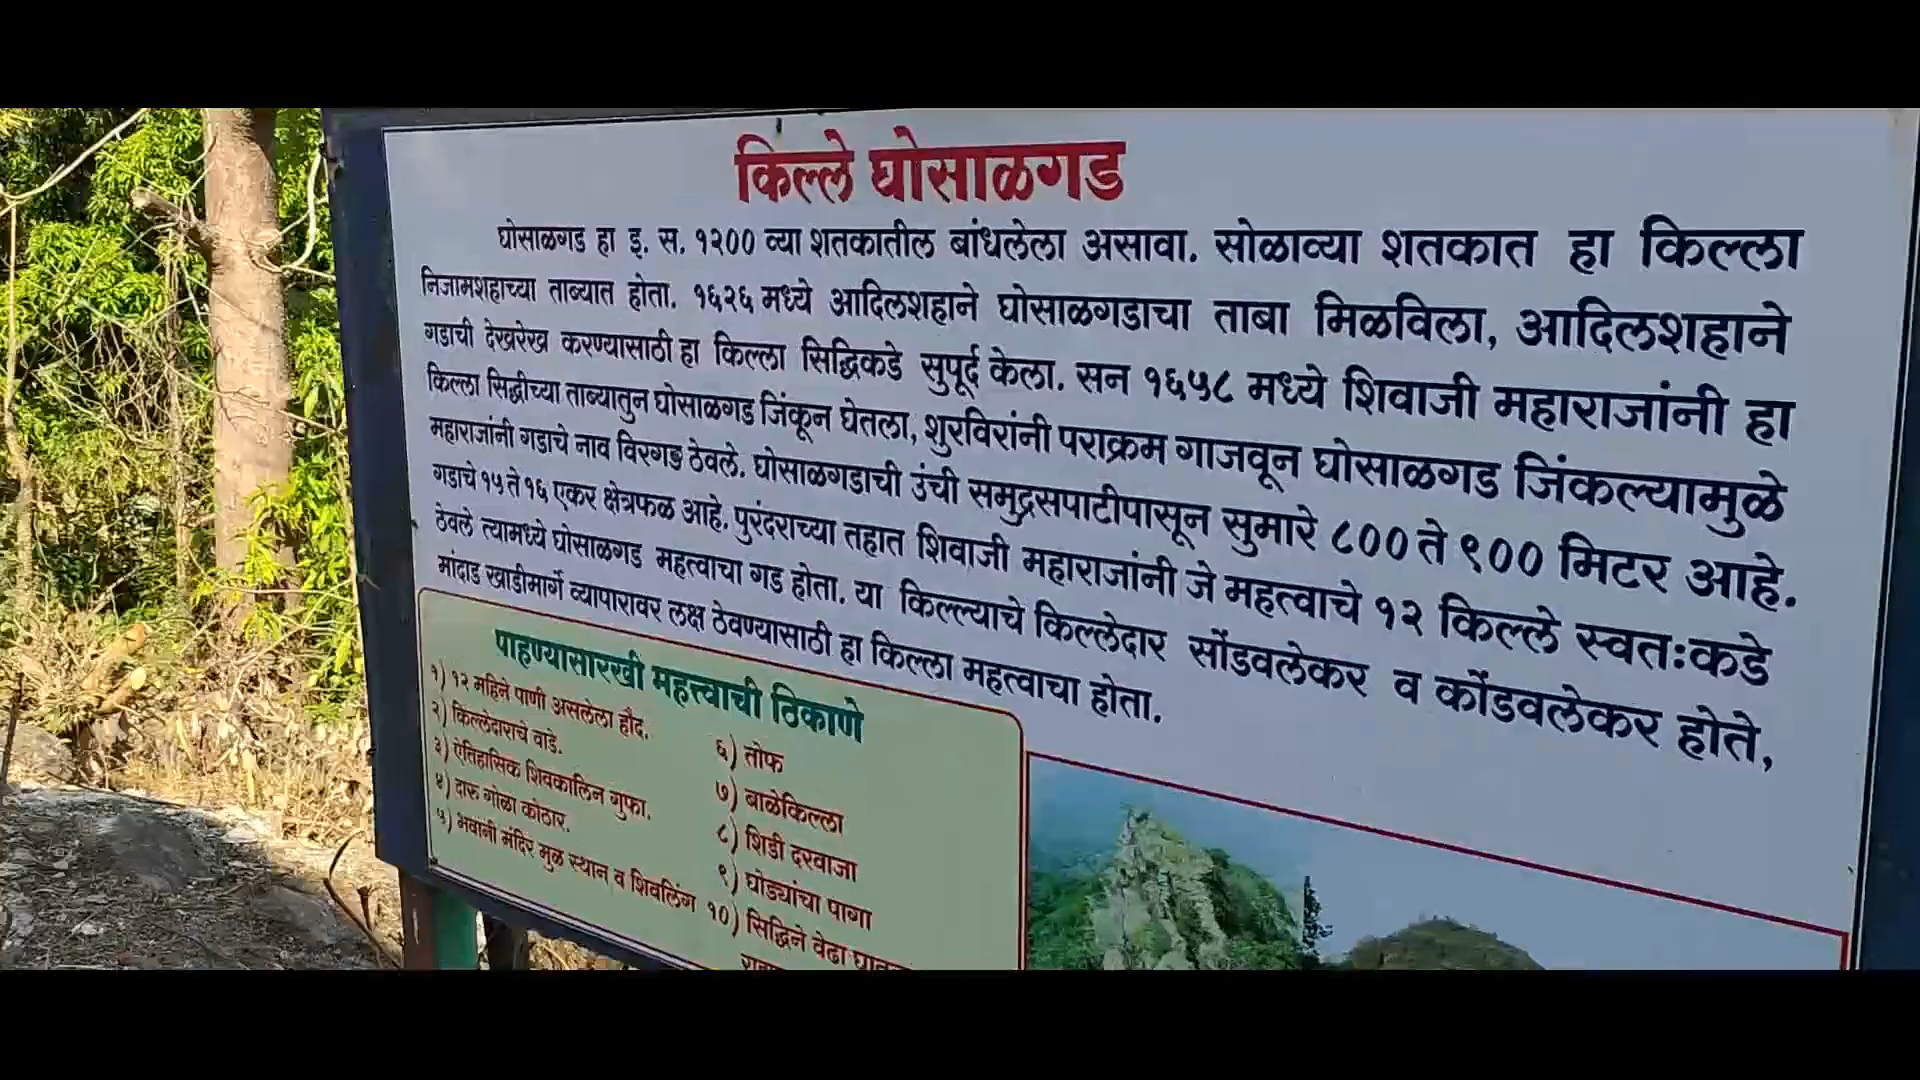 किल्ले घोसाळगड
घोसाळगड हा इ. स. १२०० व्या शतकातील बांधलेला असावा. सोळाव्या शतकात हा किल्ला
निजामशहाच्या ताब्यात होता. १६२६ मध्ये आदिलशहाने घोसाळगडाचा ताबा मिळविला, आदिलशहाने
गडाची देखरेख करण्यासाठी हा किल्ला सिद्धिकडे सुपूर्द केला. सन १६५८ मध्ये शिवाजी महाराजांनी हा
किल्ला सिद्धीच्या ताब्यातुन घोसाळगड जिंकून घेतला, शुरविरांनी पराक्रम गाजवून घोसाळगड जिंकल्यामुळे
महाराजांनी गडाचे नाव विरगड ठेवले. घोसाळगडाची उंची समुद्रसपाटीपासून सुमारे ८०० ते ९०० मिटर आहे.
गडाचे १५ ते १६ एकर क्षेत्रफळ आहे. पुरंदराच्या तहात शिवाजी महाराजांनी जे महत्वाचे १२ किल्ले स्वतःकडे
ठेवले त्यामध्ये घोसाळगड महत्वाचा गड होता. या किल्ल्याचे किल्लेदार सोंडवलेकर व कोंडवलेकर होते,
मांदाड खाडीमार्गे व्यापारावर लक्ष ठेवण्यासाठी हा किल्ला महत्वाचा होता.
पाहण्यासारखी महत्त्वाची ठिकाणे
१) १२ महिने पाणी असलेला हौद.
२) किल्लेदाराचे वाडे.
३) ऐतिहासिक शिवकालिन गुफा.
४) दारु गोळा कोठार.
५) भवानी मंदिर मुळ स्थान व शिवलिंग
६) तोफ
७) बाळेकिल्ला
८) शिडी दरवाजा
९) घोड्यांचा पागा
१०) सिद्धिने वेढा